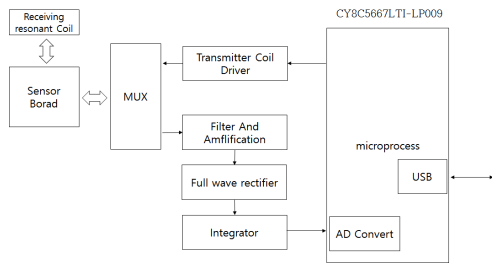 CY8C5667LTI-LP009
Receiving
resonant Coil
Sensor
Borad
MUX
Transmitter Coil
Driver
Filter And
Amflification
Full wave rectifier
Integrator
microprocess
USB
AD Convert